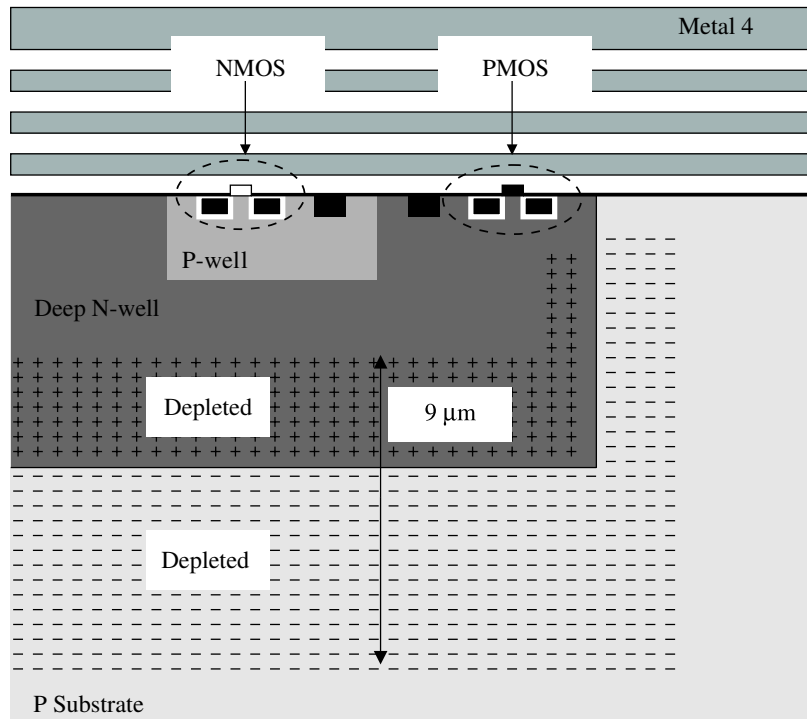 Metal 4
NMOS
PMOS
P-well
Deep N-well
Depleted
9 μm
Depleted
P Substrate